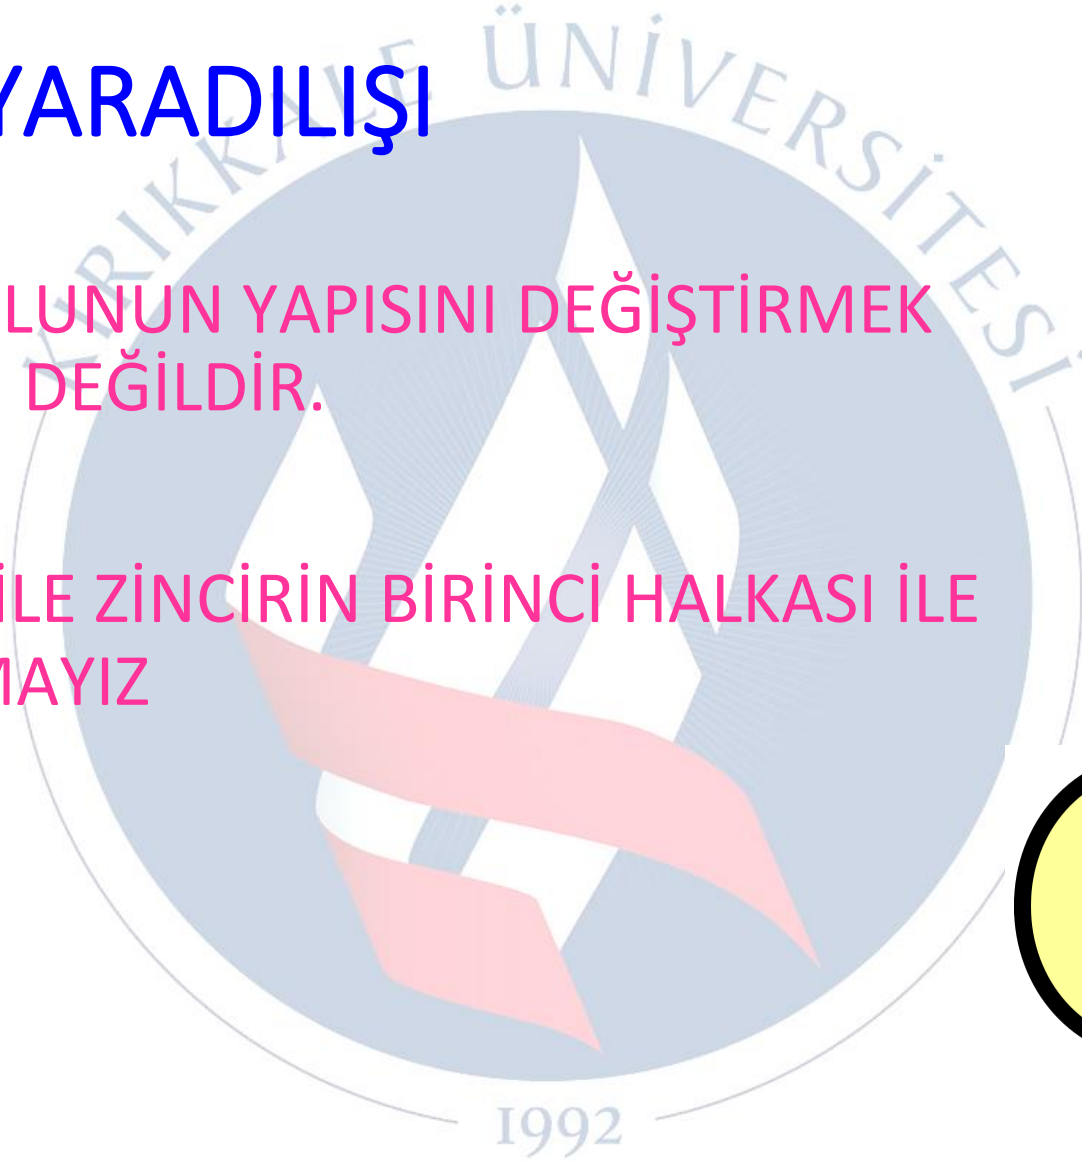 YARADILIŞI
KIRIKKALE ÜNİVERSİTESİ
LUNUN YAPISINI DEĞİŞTİRMEK
DEĞİLDİR.
İLE ZİNCİRİN BİRİNCİ HALKASI İLE
MAYIZ
1992